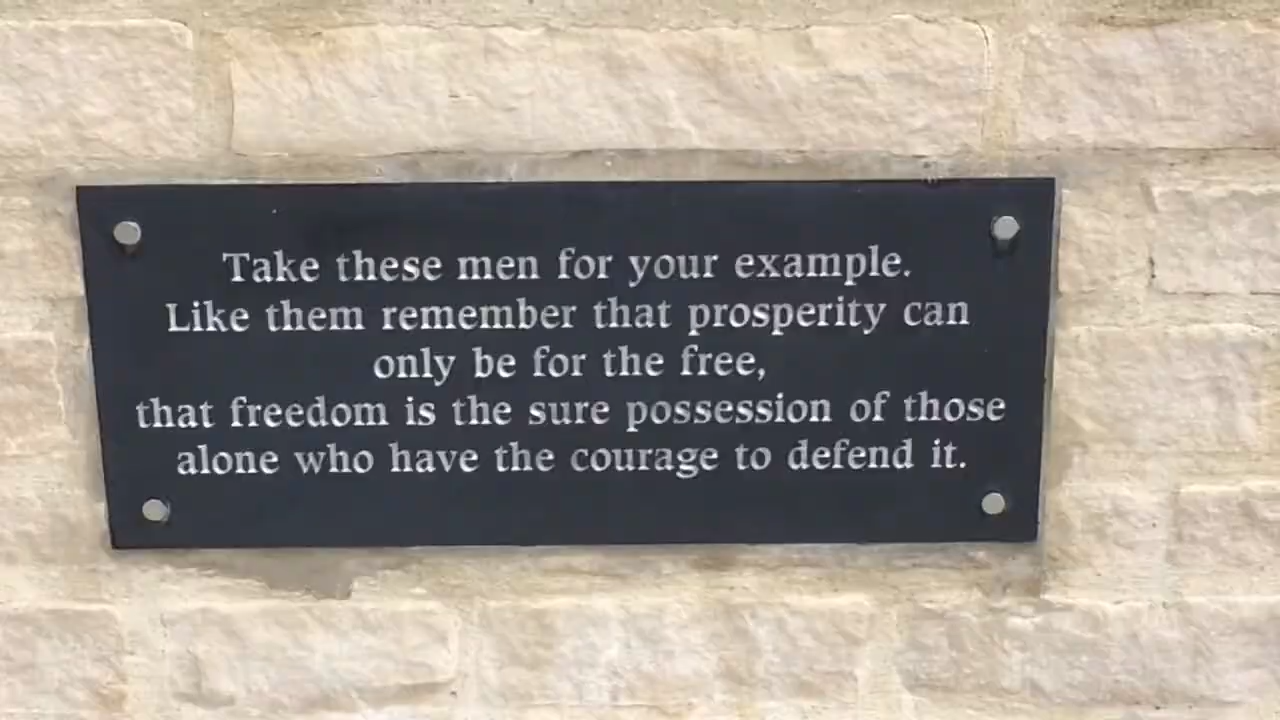 Take these men for your example.
Like them remember that prosperity can
only be for the free,
that freedom is the sure possession of those
alone who have the courage to defend it.